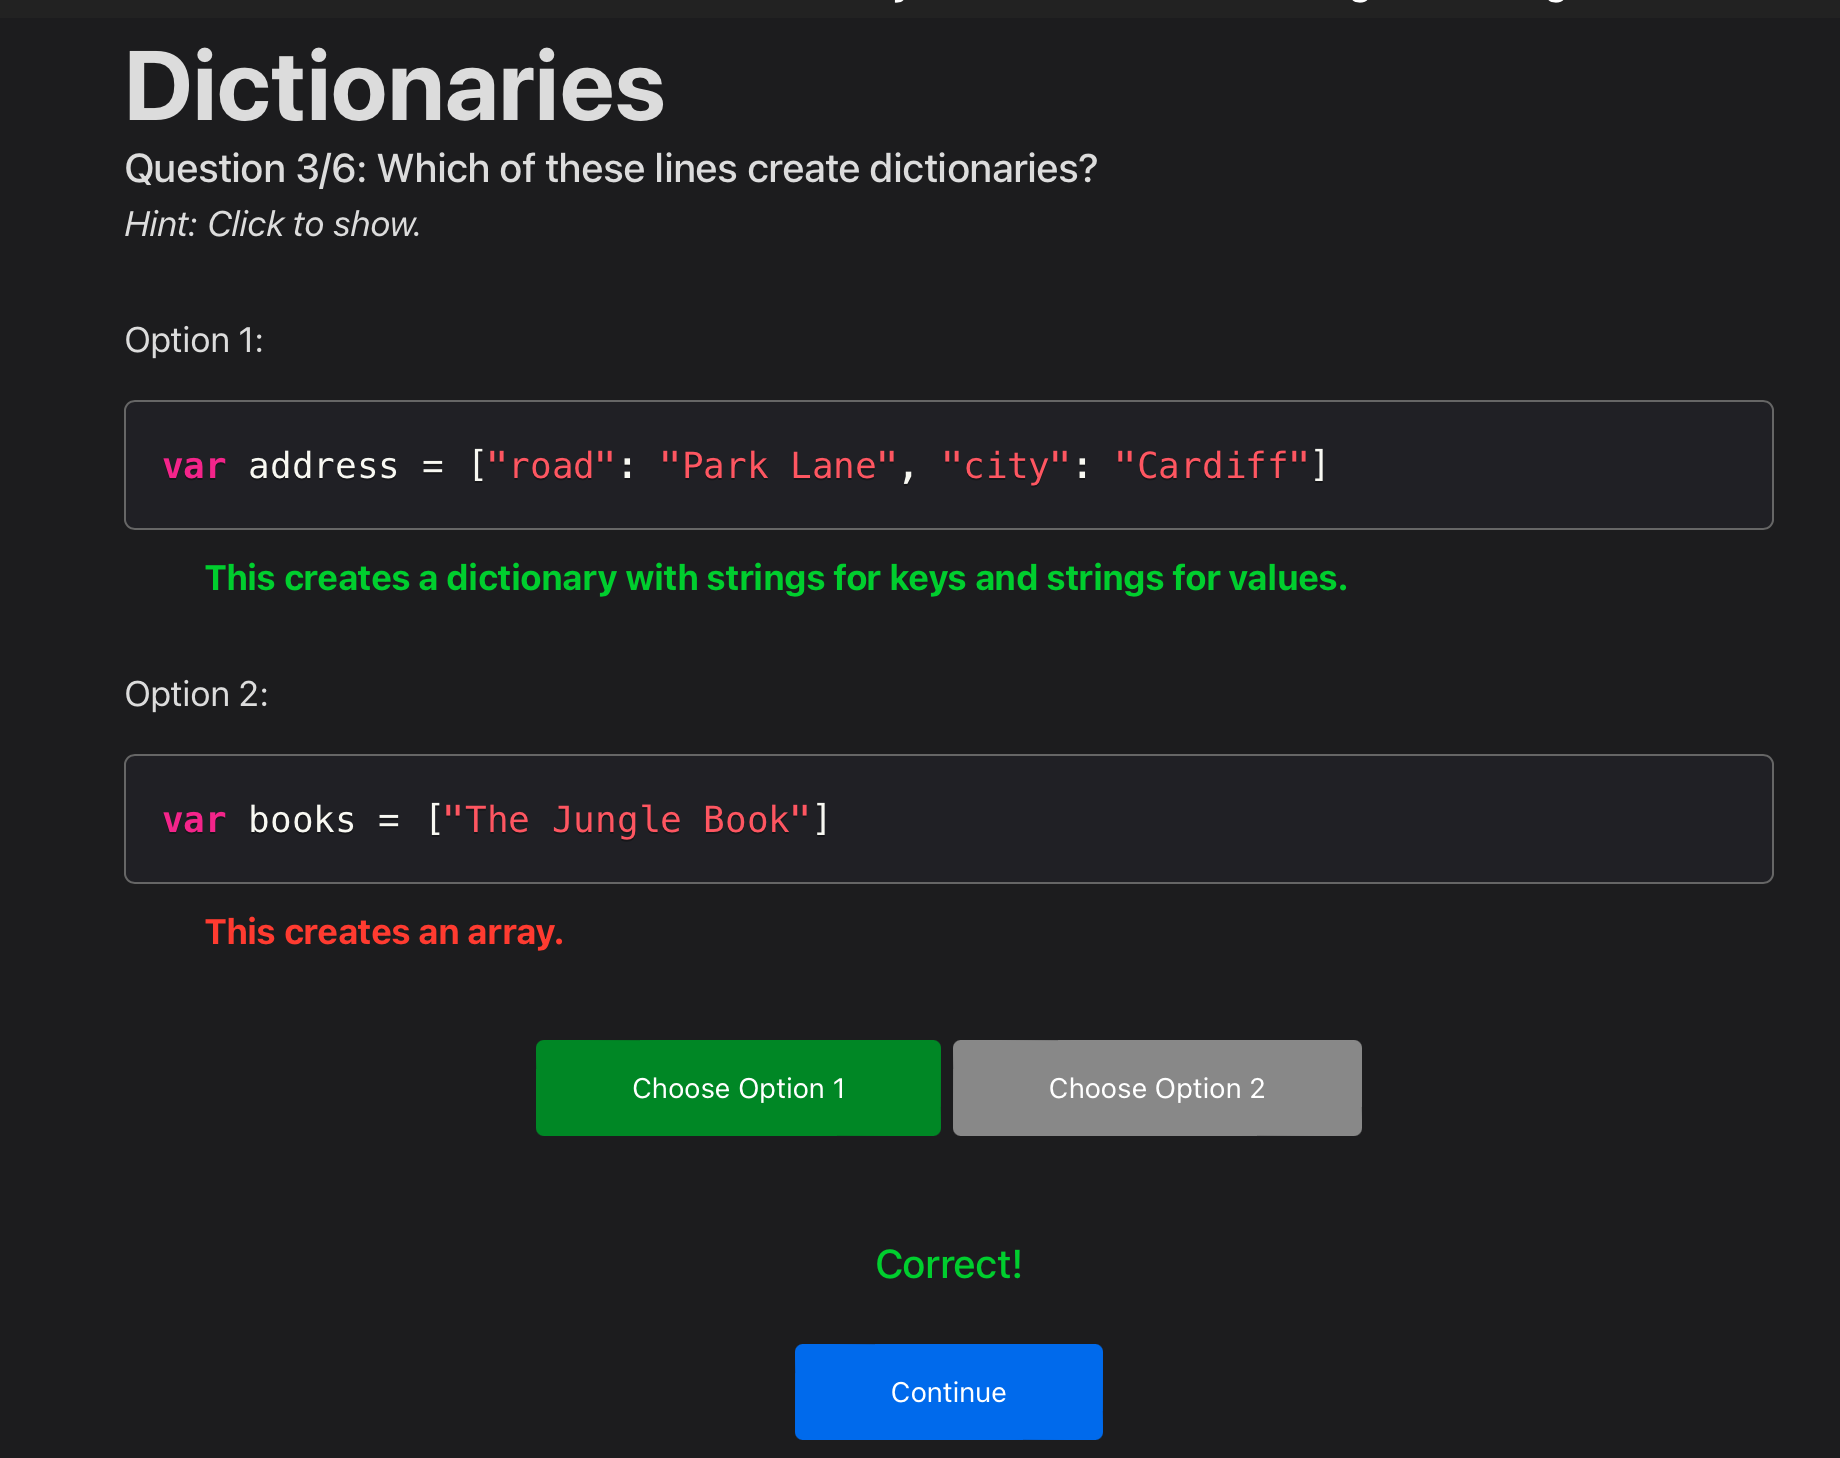 Dictionaries
Question 3/6: Which of these lines create dictionaries?
Hint: Click to show.
Option 1:
var address = ["road": "Park Lane", "city": "Cardiff"]
This creates a dictionary with strings for keys and strings for values.
Option 2:
var books = ["The Jungle Book"]
This creates an array.
Choose Option 1 Choose Option 2
Correct!
Continue